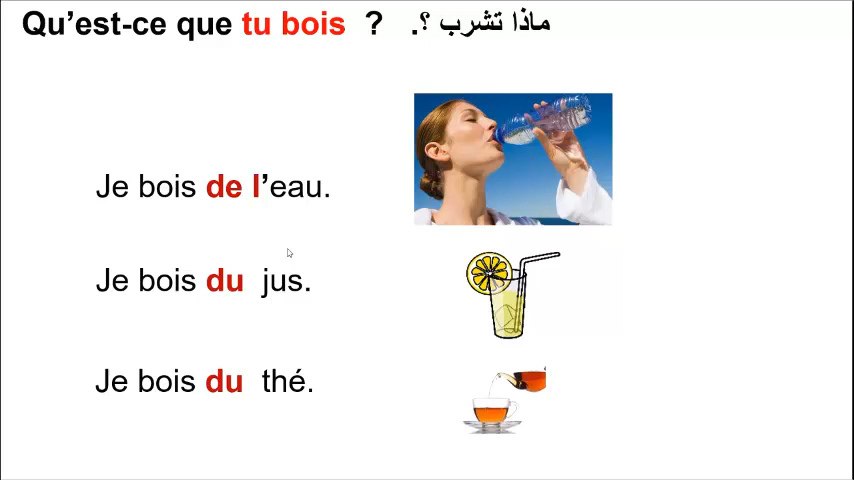 Qu’est-ce que tu bois ? ماذا تشرب ؟.
Je bois de l’eau.
Je bois du jus.
Je bois du thé.